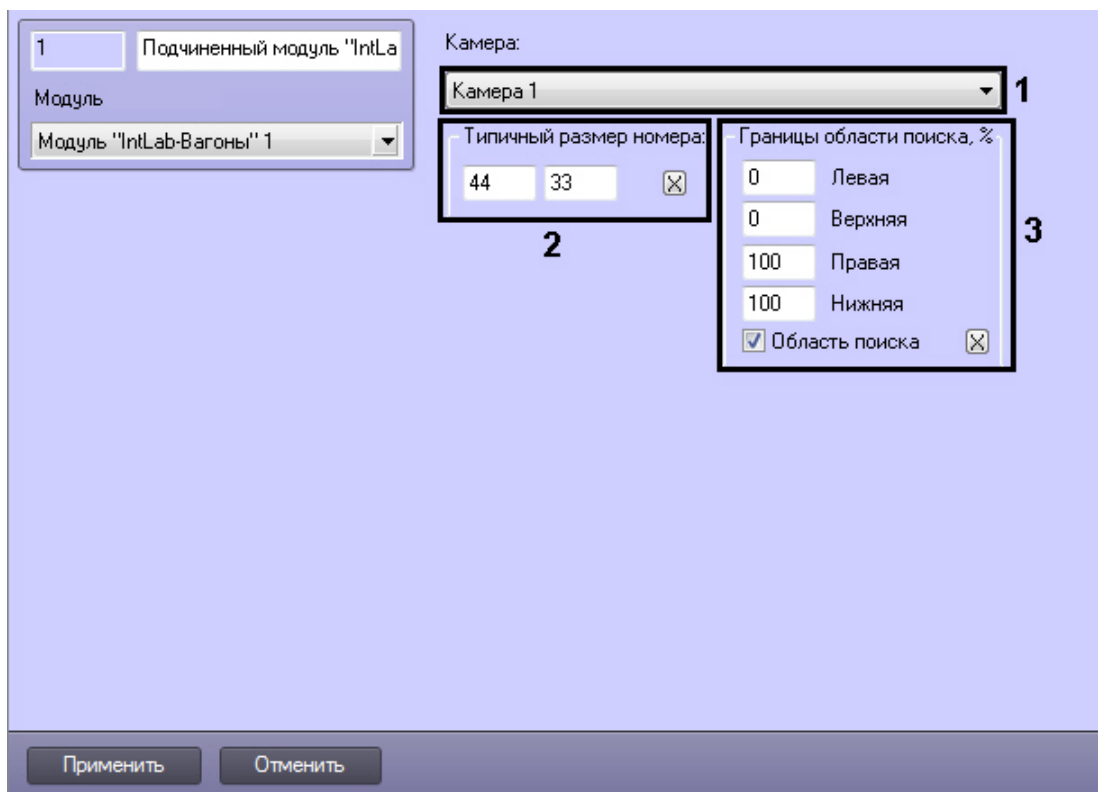 1 Подчиненный модуль "IntLa
Модуль
Модуль "IntLab-Вагоны" 1
Камера:
Камера 1
1
Типичный размер номера:
44 33
2
Границы области поиска, %
0 Левая
0 Верхняя
100 Правая
100 Нижняя
Область поиска
3
Применить Отменить